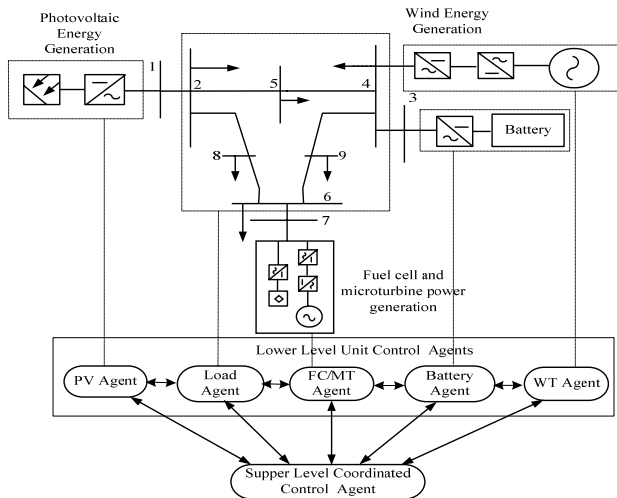 Photovoltaic
Energy
Generation
Wind Energy
Generation
1
2
5
4
3
Battery
8
9
6
7
Fuel cell and
microturbine power
generation
Lower Level Unit Control Agents
PV Agent
Load
Agent
FC/MT
Agent
Battery
Agent
WT Agent
Supper Level Coordinated
Control Agent